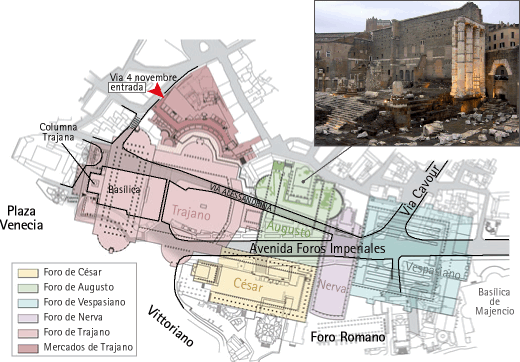 Via 4 novembre
entrada
Columna
Trajana
Basílica
VIA ALESSANDRINA
Trajano
Augusto
Via Cavour
Plaza
Venecia
Avenida Foros Imperiales
César
Nerva
Vespasiano
Vittoriano
Foro Romano
Basílica
de Majencio
Foro de César
Foro de Augusto
Foro de Vespasiano
Foro de Nerva
Foro de Trajano
Mercados de Trajano